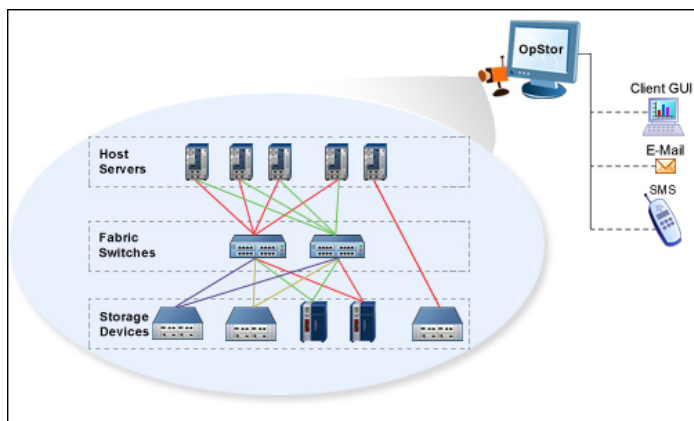 OpStor
Client GUI
E-Mail
SMS
Host
Servers
Fabric
Switches
Storage
Devices